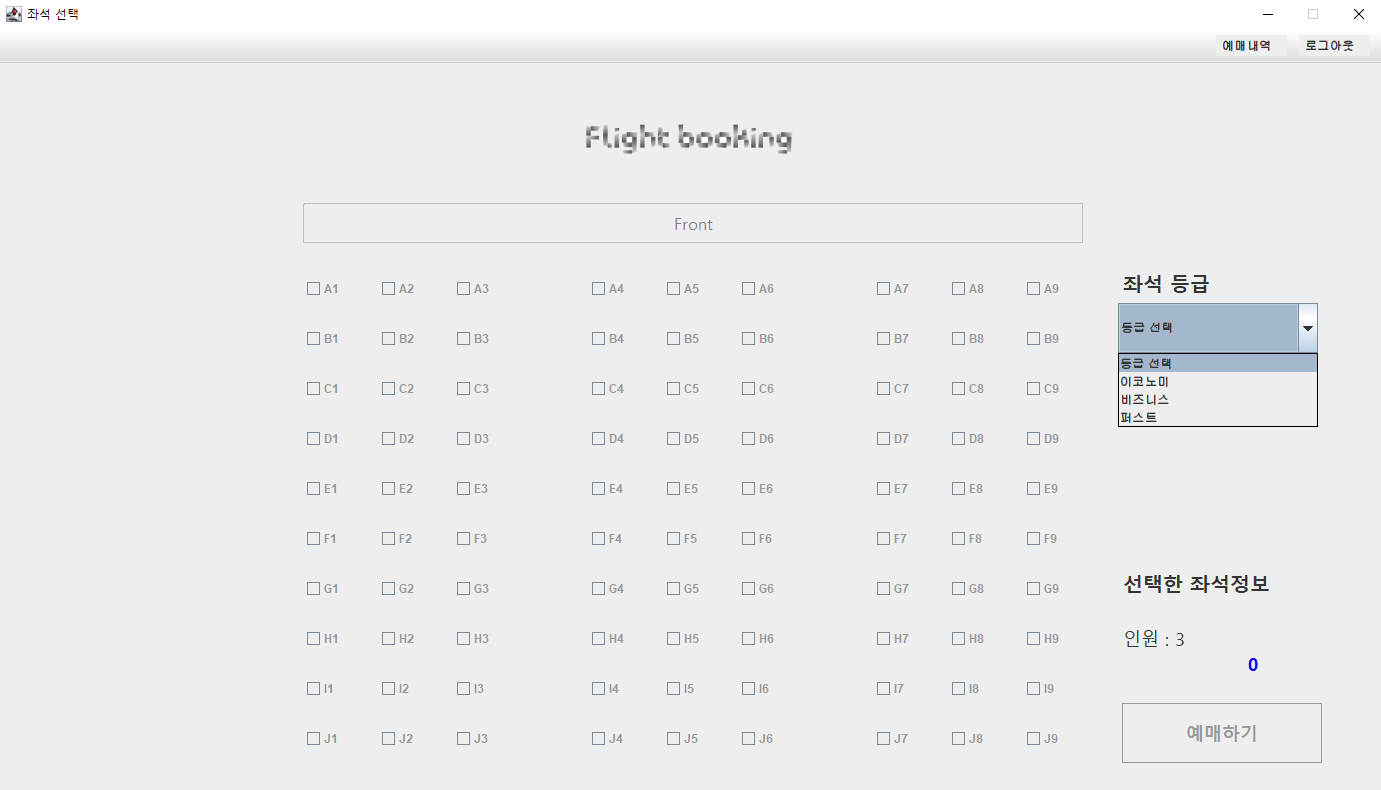 좌석 선택
예매내역 로그아웃
Flight booking
Front
A1 A2 A3 A4 A5 A6 A7 A8 A9
좌석 등급
등급 선택
B1 B2 B3 B4 B5 B6 B7 B8 B9
등급 선택
이코노미
C1 C2 C3 C4 C5 C6 C7 C8 C9
비즈니스
퍼스트
D1 D2 D3 D4 D5 D6 D7 D8 D9
E1 E2 E3 E4 E5 E6 E7 E8 E9
F1 F2 F3 F4 F5 F6 F7 F8 F9
G1 G2 G3 G4 G5 G6 G7 G8 G9
선택한 좌석정보
H1 H2 H3 H4 H5 H6 H7 H8 H9
인원 : 3
0
I1 I2 I3 I4 I5 I6 I7 I8 I9
J1 J2 J3 J4 J5 J6 J7 J8 J9
예매하기